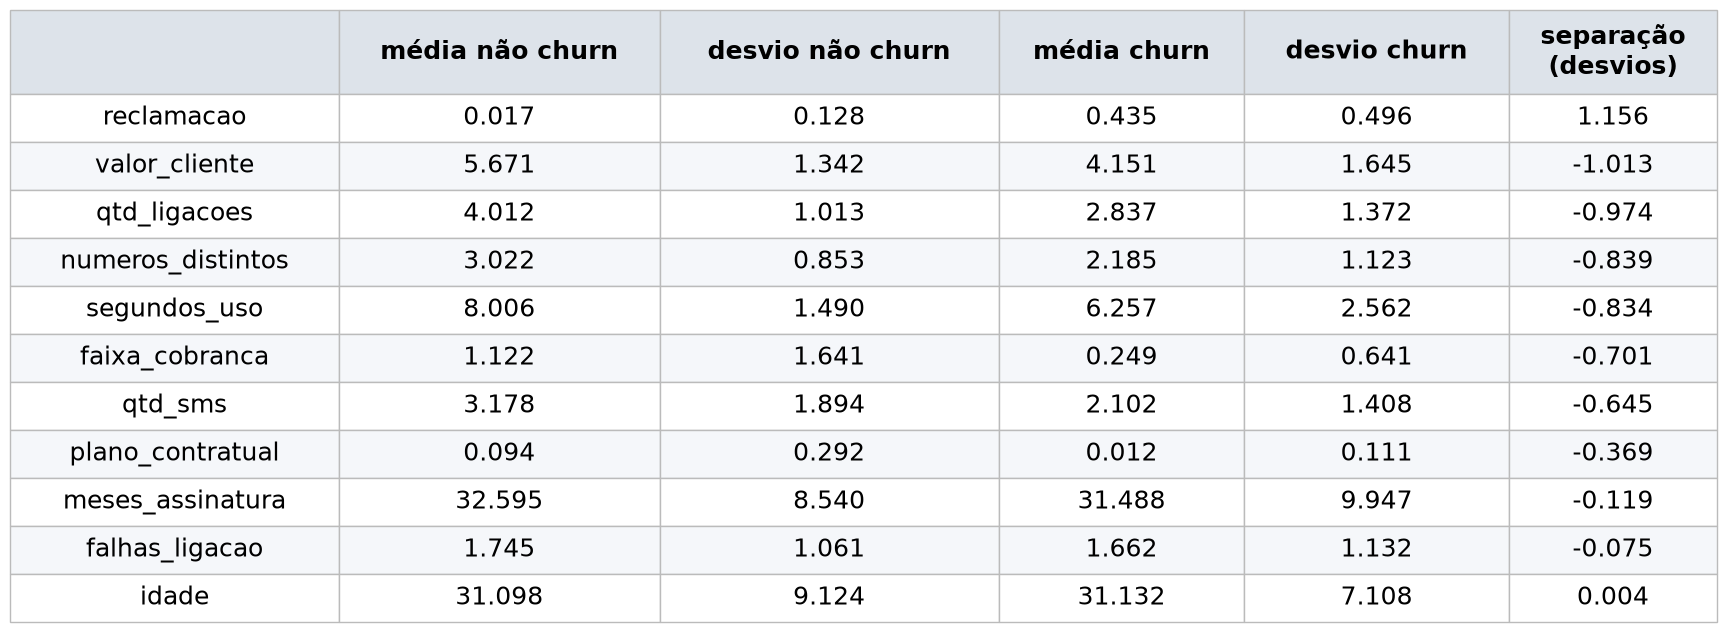 média não churn desvio não churn média churn desvio churn separação (desvios)
reclamacao 0.017 0.128 0.435 0.496 1.156
valor_cliente 5.671 1.342 4.151 1.645 -1.013
qtd_ligacoes 4.012 1.013 2.837 1.372 -0.974
numeros_distintos 3.022 0.853 2.185 1.123 -0.839
segundos_uso 8.006 1.490 6.257 2.562 -0.834
faixa_cobranca 1.122 1.641 0.249 0.641 -0.701
qtd_sms 3.178 1.894 2.102 1.408 -0.645
plano_contratual 0.094 0.292 0.012 0.111 -0.369
meses_assinatura 32.595 8.540 31.488 9.947 -0.119
falhas_ligacao 1.745 1.061 1.662 1.132 -0.075
idade 31.098 9.124 31.132 7.108 0.004